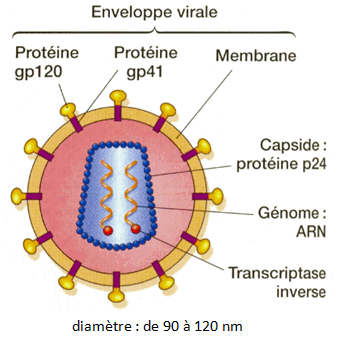 Enveloppe virale
Protéine
gp120
Protéine
gp41
Membrane
Capside :
protéine p24
Génome :
ARN
Transcriptase
inverse
diamètre : de 90 à 120 nm